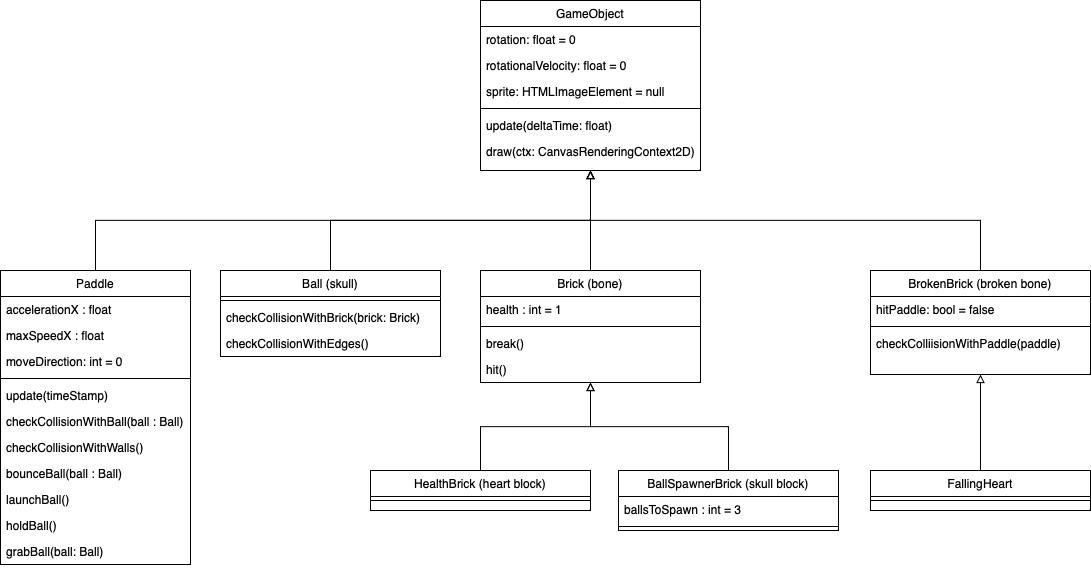 GameObject
rotation: float = 0
rotationalVelocity: float = 0
sprite: HTMLImageElement = null
update(deltaTime: float)
draw(ctx: CanvasRenderingContext2D)
Paddle
accelerationX : float
maxSpeedX : float
moveDirection: int = 0
update(timeStamp)
checkCollisionWithBall(ball : Ball)
checkCollisionWithWalls()
bounceBall(ball : Ball)
launchBall()
holdBall()
grabBall(ball: Ball)
Ball (skull)
checkCollisionWithBrick(brick: Brick)
checkCollisionWithEdges()
Brick (bone)
health : int = 1
break()
hit()
BrokenBrick (broken bone)
hitPaddle: bool = false
checkColliisionWithPaddle(paddle)
HealthBrick (heart block)
BallSpawnerBrick (skull block)
ballsToSpawn : int = 3
FallingHeart